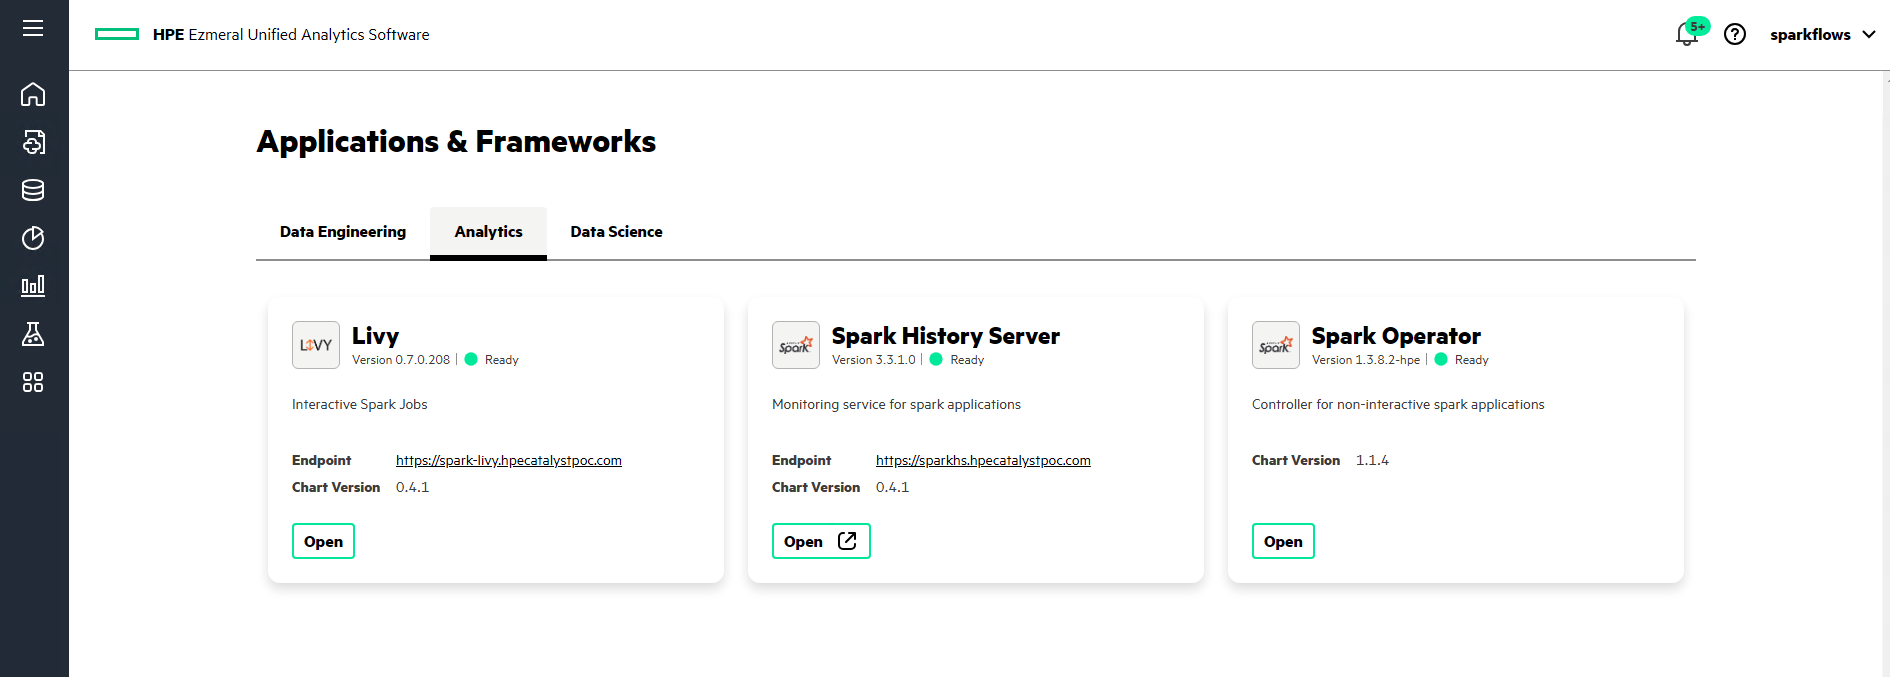 HPE Ezmeral Unified Analytics Software
5+
?
sparkflows
Applications & Frameworks
Data Engineering
Analytics
Data Science
LIVY
Livy
Version 0.7.0.208 | Ready
Interactive Spark Jobs
Endpoint https://spark-livy.hpecatalystpoc.com
Chart Version 0.4.1
Open
Spark
Spark History Server
Version 3.3.1.0 | Ready
Monitoring service for spark applications
Endpoint https://sparkhs.hpecatalystpoc.com
Chart Version 0.4.1
Open
Spark
Spark Operator
Version 1.3.8.2-hpe | Ready
Controller for non-interactive spark applications
Chart Version 1.1.4
Open